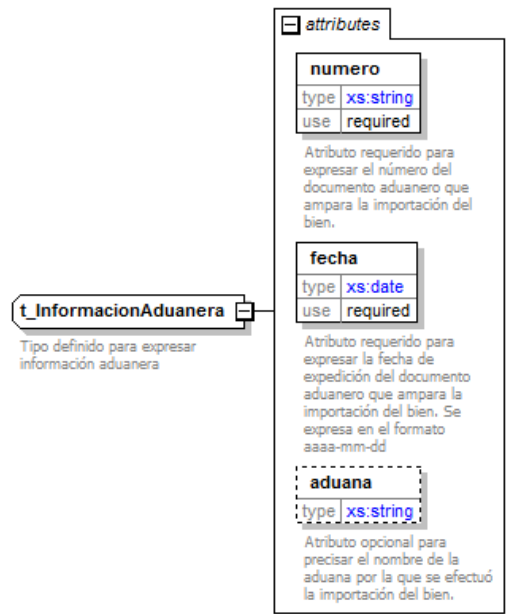 attributes
numero
type xs:string
use required
Atributo requerido para
expresar el número del
documento aduanero que
ampara la importación del
bien.
fecha
type xs:date
use required
Atributo requerido para
expresar la fecha de
expedición del documento
aduanero que ampara la
importación del bien. Se
expresa en el formato
aaaa-mm-dd
t_InformacionAduanera
Tipo definido para expresar
información aduanera
aduana
type xs:string
Atributo opcional para
precisar el nombre de la
aduana por la que se efectuó
la importación del bien.